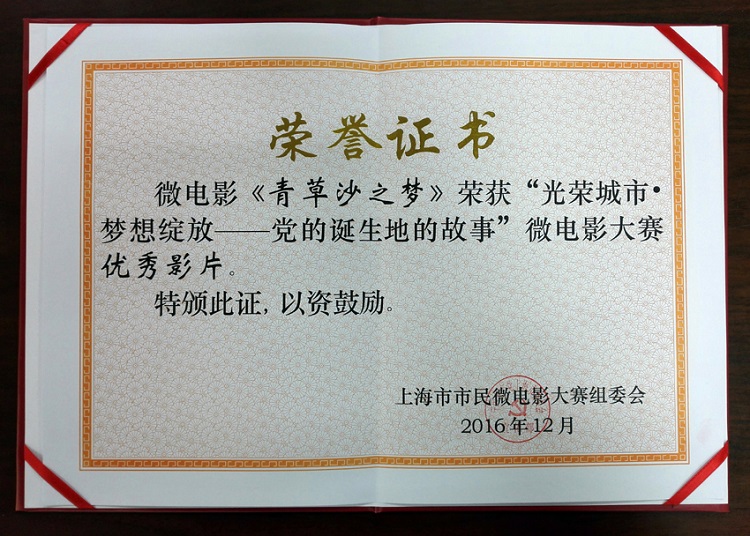 荣誉证书
微电影《青草沙之梦》荣获“光荣城市·
梦想绽放——党的诞生地的故事”微电影大赛
优秀影片。
特颁此证,以资鼓励。
上海市市民微电影大赛组委会
2016年12月